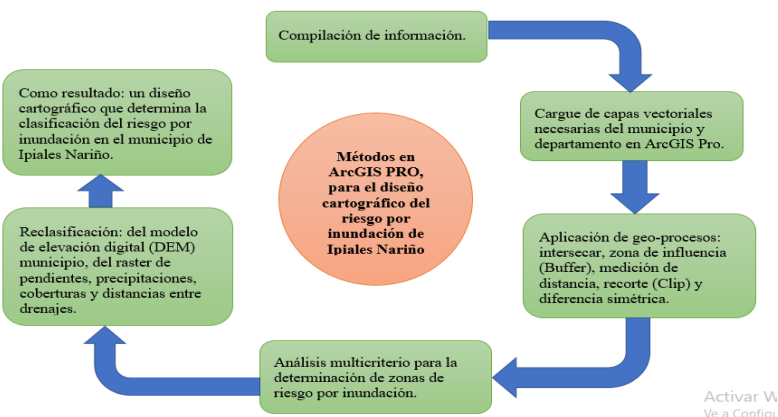 Compilación de información.
Cargue de capas vectoriales
necesarias del municipio y
departamento en ArcGIS Pro.
Aplicación de geo-procesos:
intersecar, zona de influencia
(Buffer), medición de
distancia, recorte (Clip) y
diferencia simétrica.
Análisis multicriterio para la
determinación de zonas de
riesgo por inundación.
Reclasificación: del modelo
de elevación digital (DEM)
municipio, del raster de
pendientes, precipitaciones,
coberturas y distancias entre
drenajes.
Como resultado: un diseño
cartográfico que determina la
clasificación del riesgo por
inundación en el municipio de
Ipiales Nariño.
Métodos en
ArcGIS PRO,
para el diseño
cartográfico del
riesgo por
inundación de
Ipiales Nariño
Activar W
Ve a Configu